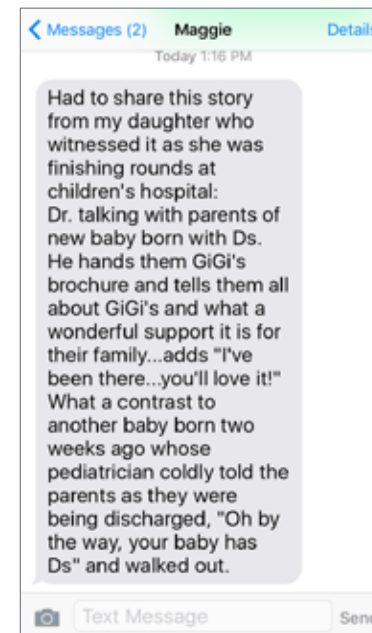 Messages (2) Maggie Details
Today 1:16 PM
Had to share this story
from my daughter who
witnessed it as she was
finishing rounds at
children's hospital:
Dr. talking with parents of
new baby born with Ds.
He hands them GiGi's
brochure and tells them all
about GiGi's and what a
wonderful support it is for
their family...adds "I've
been there...you'll love it!"
What a contrast to
another baby born two
weeks ago whose
pediatrician coldly told the
parents as they were
being discharged, "Oh by
the way, your baby has
Ds" and walked out.
Text Message Send